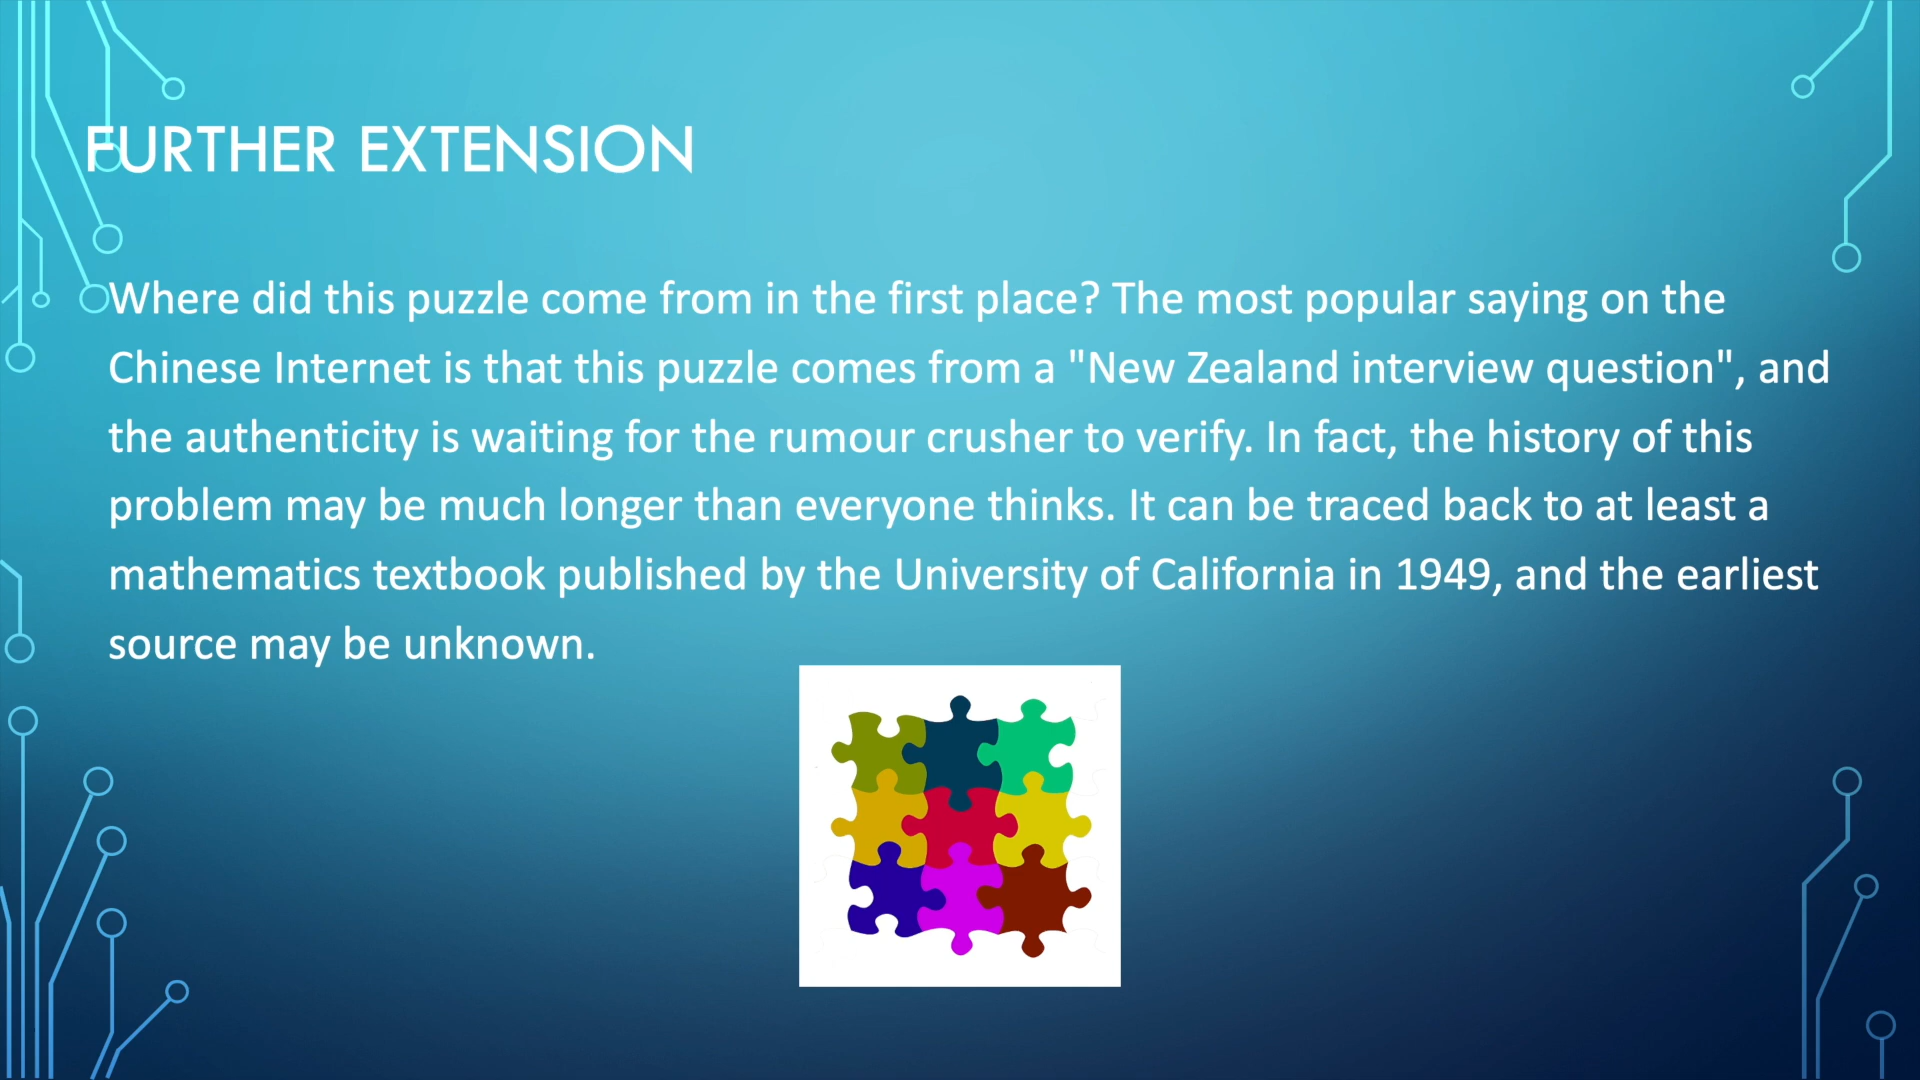 FURTHER EXTENSION
Where did this puzzle come from in the first place? The most popular saying on the
Chinese Internet is that this puzzle comes from a "New Zealand interview question", and
the authenticity is waiting for the rumour crusher to verify. In fact, the history of this
problem may be much longer than everyone thinks. It can be traced back to at least a
mathematics textbook published by the University of California in 1949, and the earliest
source may be unknown.